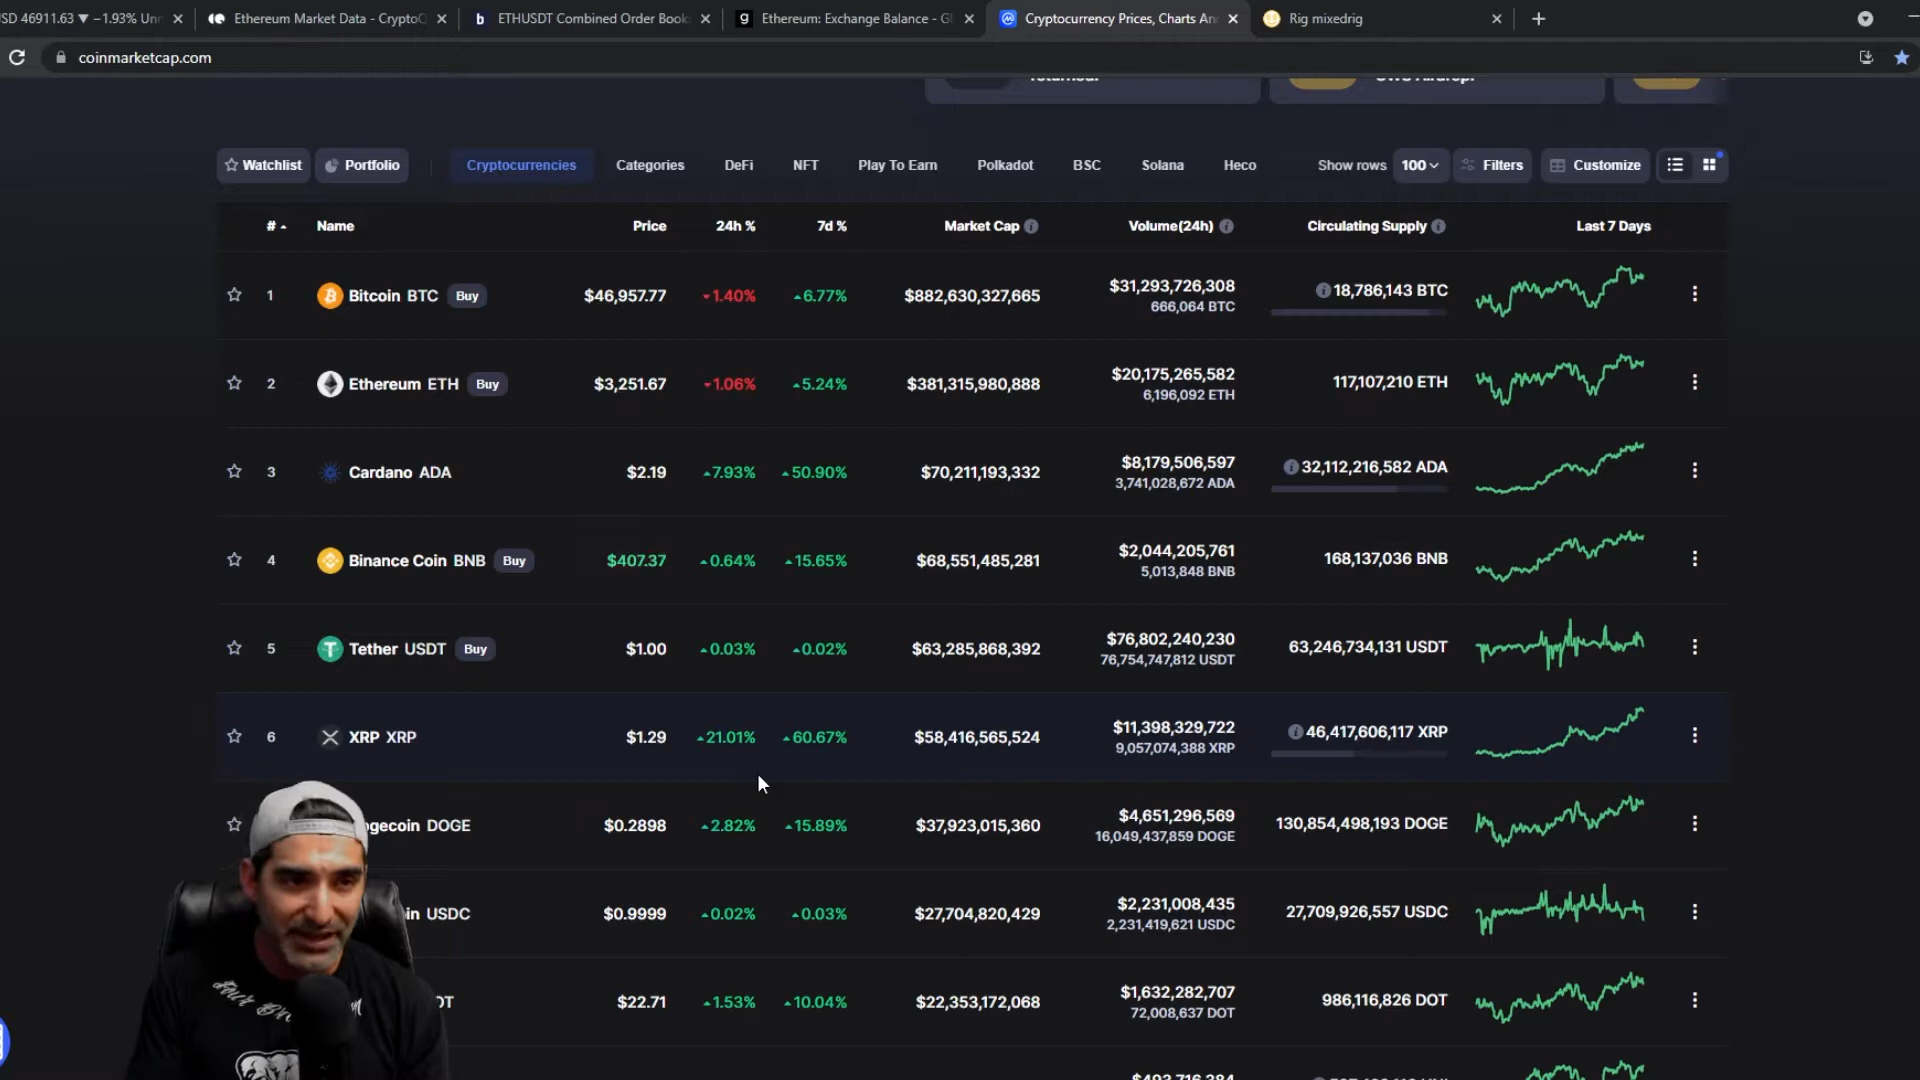 SD 46911.63 ▼ −1.93% Un
Ethereum Market Data - Crypto
ETHUSDT Combined Order Book
Ethereum: Exchange Balance - Gl
Cryptocurrency Prices, Charts An
Rig mixedrig
coinmarketcap.com
Watchlist
Portfolio
Cryptocurrencies
Categories
DeFi
NFT
Play To Earn
Polkadot
BSC
Solana
Heco
Show rows
100
Filters
Customize
# Name Price 24h % 7d % Market Cap Volume(24h) Circulating Supply Last 7 Days
1 Bitcoin BTC Buy $46,957.77 1.40% 6.77% $882,630,327,665 $31,293,726,308 18,786,143 BTC
666,064 BTC
2 Ethereum ETH Buy $3,251.67 1.06% 5.24% $381,315,980,888 $20,175,265,582 117,107,210 ETH
6,196,092 ETH
3 Cardano ADA $2.19 7.93% 50.90% $70,211,193,332 $8,179,506,597 32,112,216,582 ADA
3,741,028,672 ADA
4 Binance Coin BNB Buy $407.37 0.64% 15.65% $68,551,485,281 $2,044,205,761 168,137,036 BNB
5,013,848 BNB
5 Tether USDT Buy $1.00 0.03% 0.02% $63,285,868,392 $76,802,240,230 63,246,734,131 USDT
76,754,747,812 USDT
6 XRP XRP $1.29 21.01% 60.67% $58,416,565,524 $11,398,329,722 46,417,606,117 XRP
9,057,074,388 XRP
ogecoin DOGE $0.2898 2.82% 15.89% $37,923,015,360 $4,651,296,569 130,854,498,193 DOGE
16,049,437,859 DOGE
in USDC $0.9999 0.02% 0.03% $27,704,820,429 $2,231,008,435 27,709,926,557 USDC
2,231,419,621 USDC
OT $22.71 1.53% 10.04% $22,353,172,068 $1,632,282,707 986,116,826 DOT
72,008,637 DOT